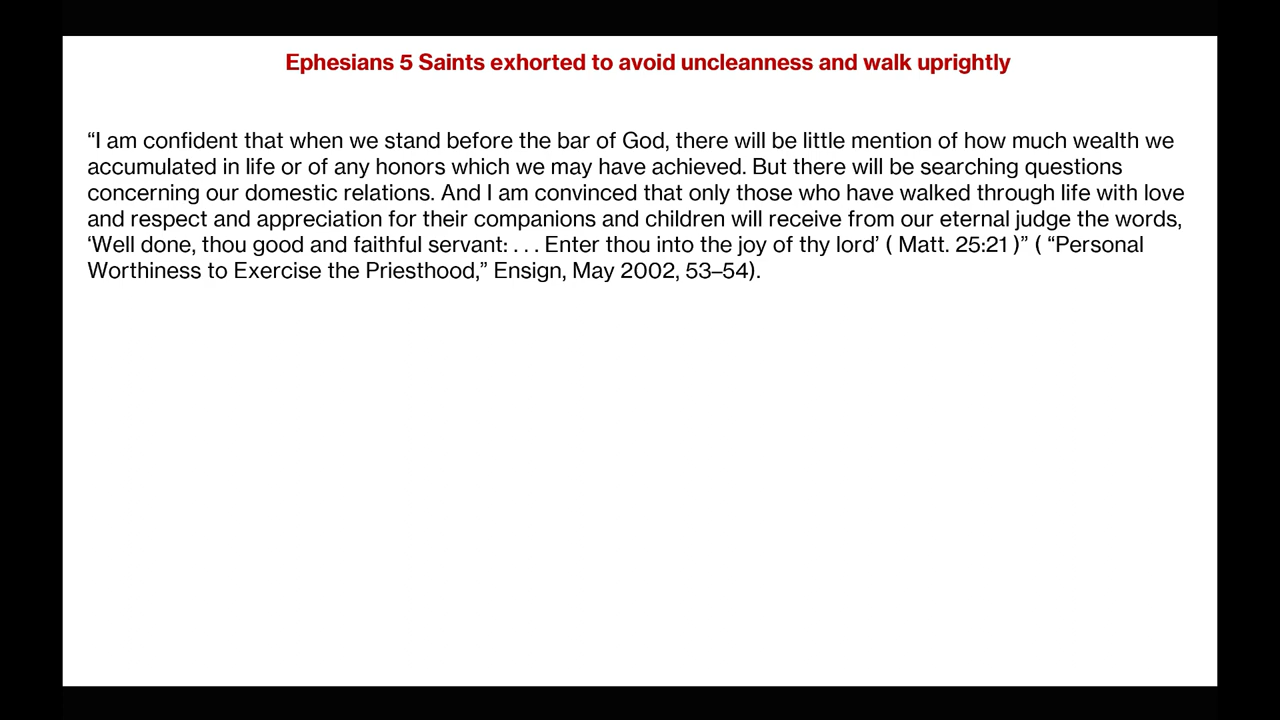 Ephesians 5 Saints exhorted to avoid uncleanness and walk uprightly
“I am confident that when we stand before the bar of God, there will be little mention of how much wealth we
accumulated in life or of any honors which we may have achieved. But there will be searching questions
concerning our domestic relations. And I am convinced that only those who have walked through life with love
and respect and appreciation for their companions and children will receive from our eternal judge the words,
‘Well done, thou good and faithful servant: . . . Enter thou into the joy of thy lord’ ( Matt. 25:21 )” ( “Personal
Worthiness to Exercise the Priesthood,” Ensign, May 2002, 53–54).